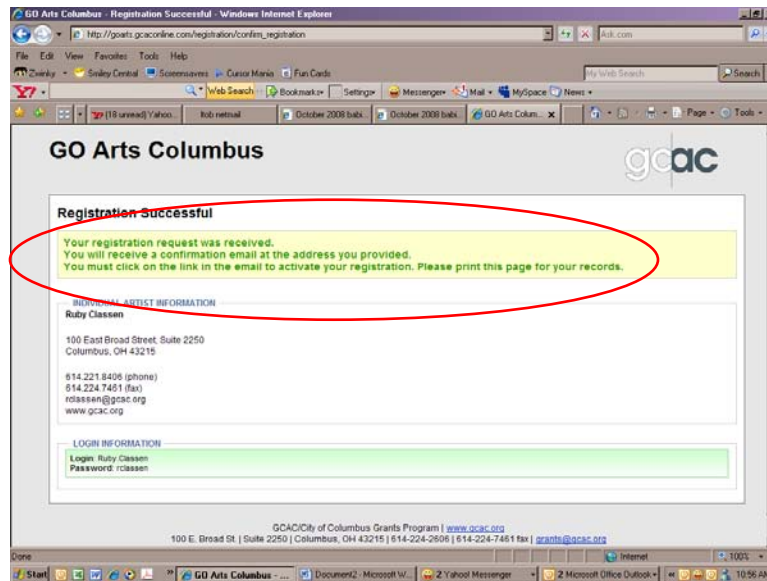 GO Arts Columbus - Registration Successful - Windows Internet Explorer
http://goarts.gcaconline.com/registration/confirm_registration
Ask.com
File Edit View Favorites Tools Help
Zwinky Smiley Central Screensavers Cursor Mania Fun Cards My Web Search Search
Web Search Bookmarks Settings Messenger Mail MySpace News
(18 unread) Yahoo... October 2008 babi... October 2008 babi... GO Arts Colum... Page Tools
GO Arts Columbus
gcac
Registration Successful
Your registration request was received.
You will receive a confirmation email at the address you provided.
You must click on the link in the email to activate your registration. Please print this page for your records.
INDIVIDUAL ARTIST INFORMATION
Ruby Classen
100 East Broad Street, Suite 2250
Columbus, OH 43215
614.221.8406 (phone)
614.224.7461 (fax)
rclassen@gcac.org
www.gcac.org
LOGIN INFORMATION
Login: Ruby.Classen
Password: rclassen
GCAC/City of Columbus Grants Program | www.gcac.org
100 E. Broad St. | Suite 2250 | Columbus, OH 43215 | 614-224-2606 | 614-224-7461 fax | grants@gcac.org
Done Internet 100%
Start GO Arts Columbus - ... Document2 - Microsoft W... 2 Yahoo! Messenger 2 Microsoft Office Outlook 10:56 AM